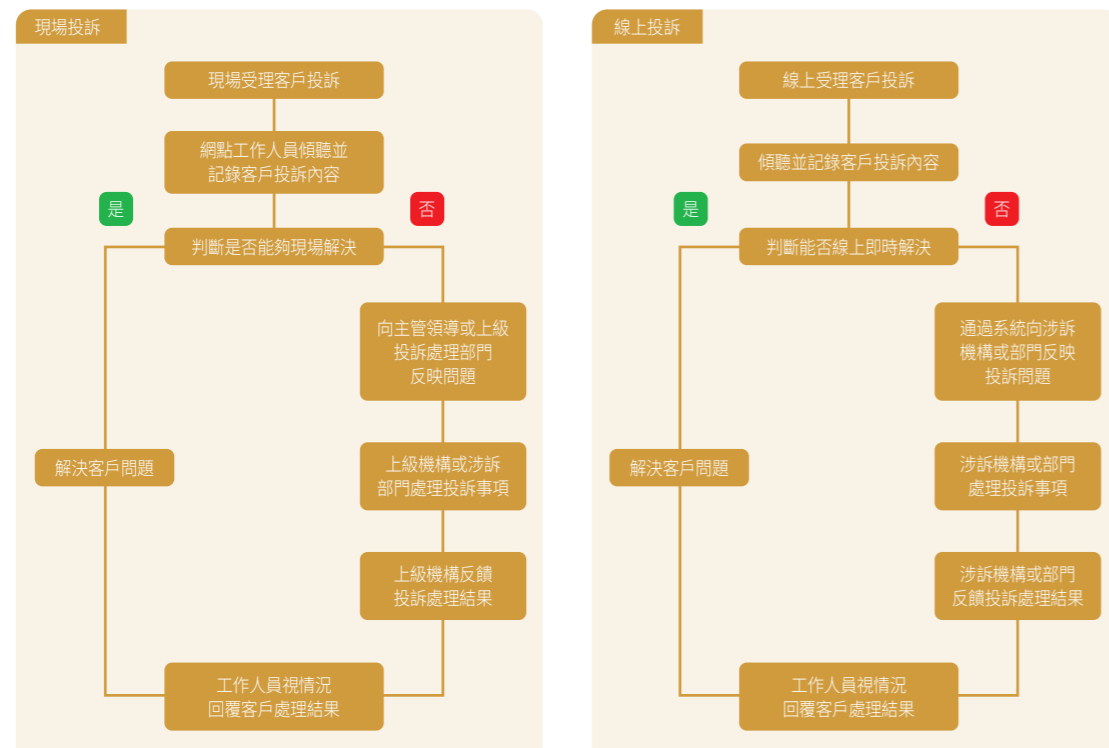 現場投訴
現場受理客戶投訴
網點工作人員傾聽並
記錄客戶投訴內容
是
否
判斷是否能夠現場解決
向主管領導或上級
投訴處理部門
反映問題
解決客戶問題
上級機構或涉訴
部門處理投訴事項
上級機構反饋
投訴處理結果
工作人員視情況
回覆客戶處理結果
線上投訴
線上受理客戶投訴
傾聽並記錄客戶投訴內容
是
否
判斷能否線上即時解決
通過系統向涉訴
機構或部門反映
投訴問題
解決客戶問題
涉訴機構或部門
處理投訴事項
涉訴機構或部門
反饋投訴處理結果
工作人員視情況
回覆客戶處理結果